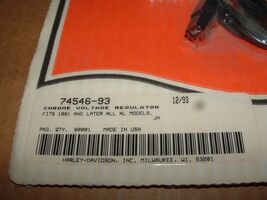 74546-93 12/93
CHROME VOLTAGE REGULATOR
FITS 1991 AND LATER ALL XL MODELS.
JH
PKG. QTY. 00001 MADE IN USA
HARLEY-DAVIDSON, INC. MILWAUKEE, WI. 53201